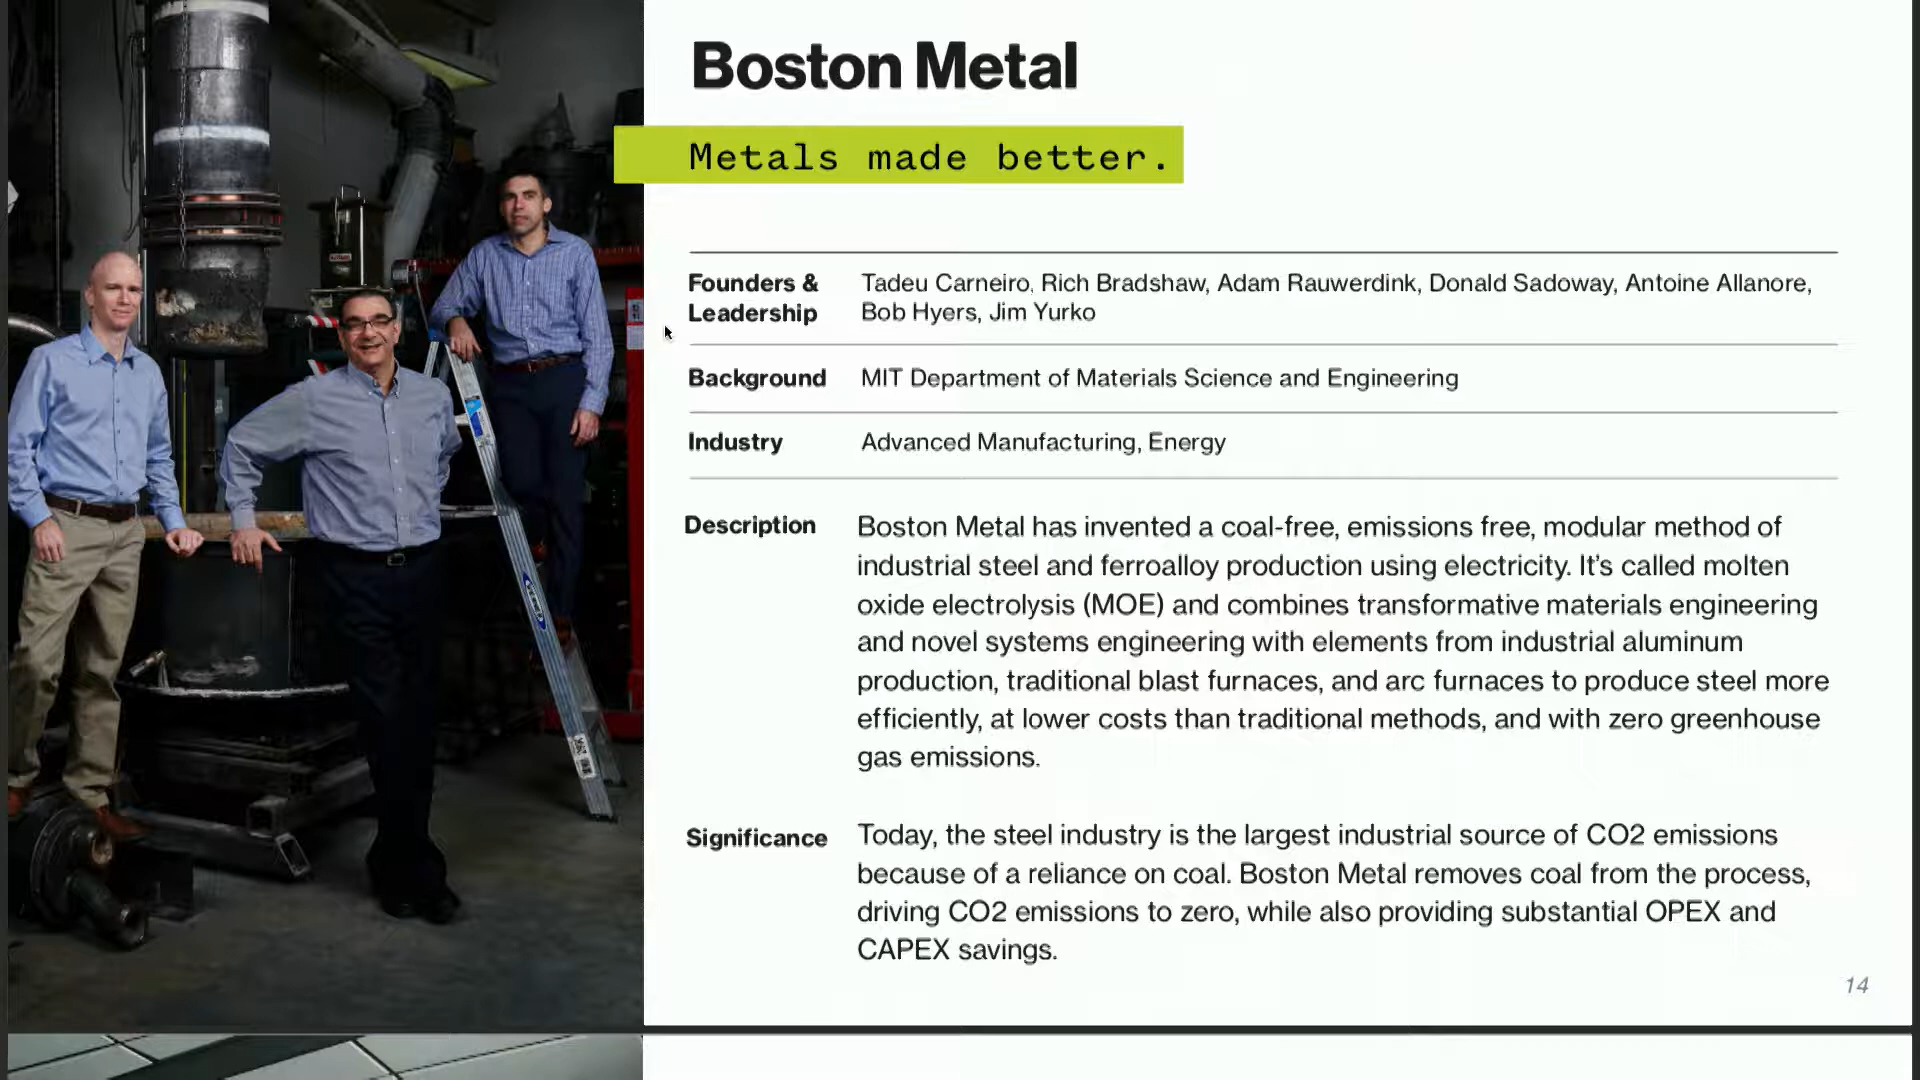 Boston Metal
Metals made better.
Founders & Leadership
Tadeu Carneiro, Rich Bradshaw, Adam Rauwerdink, Donald Sadoway, Antoine Allanore,
Bob Hyers, Jim Yurko
Background
MIT Department of Materials Science and Engineering
Industry
Advanced Manufacturing, Energy
Description
Boston Metal has invented a coal-free, emissions free, modular method of
industrial steel and ferroalloy production using electricity. It's called molten
oxide electrolysis (MOE) and combines transformative materials engineering
and novel systems engineering with elements from industrial aluminum
production, traditional blast furnaces, and arc furnaces to produce steel more
efficiently, at lower costs than traditional methods, and with zero greenhouse
gas emissions.
Significance
Today, the steel industry is the largest industrial source of CO2 emissions
because of a reliance on coal. Boston Metal removes coal from the process,
driving CO2 emissions to zero, while also providing substantial OPEX and
CAPEX savings.
14